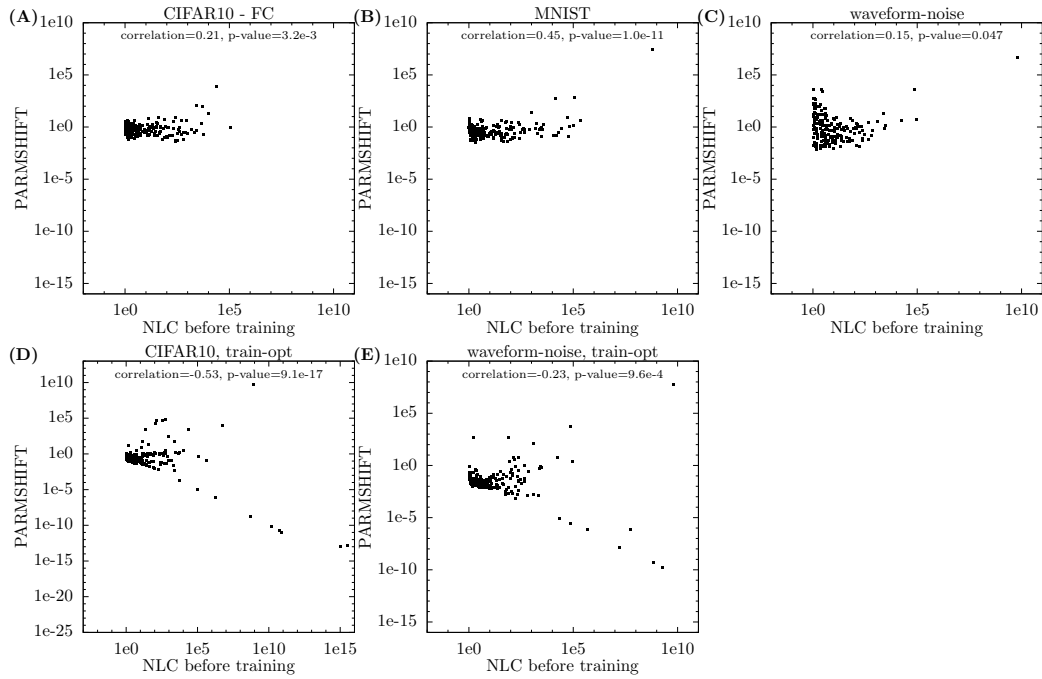 (A) CIFAR10 - FC
correlation=0.21, p-value=3.2e-3
1e10
1e5
1e0
1e-5
1e-10
1e-15
PARMSHIFT
1e0 1e5 1e10
NLC before training
(B) MNIST
correlation=0.45, p-value=1.0e-11
1e10
1e5
1e0
1e-5
1e-10
1e-15
PARMSHIFT
1e0 1e5 1e10
NLC before training
(C) waveform-noise
correlation=0.15, p-value=0.047
1e10
1e5
1e0
1e-5
1e-10
1e-15
PARMSHIFT
1e0 1e5 1e10
NLC before training
(D) CIFAR10, train-opt
correlation=-0.53, p-value=9.1e-17
1e10
1e5
1e0
1e-5
1e-10
1e-15
1e-20
1e-25
PARMSHIFT
1e0 1e5 1e10 1e15
NLC before training
(E) waveform-noise, train-opt
correlation=-0.23, p-value=9.6e-4
1e10
1e5
1e0
1e-5
1e-10
1e-15
PARMSHIFT
1e0 1e5 1e10
NLC before training